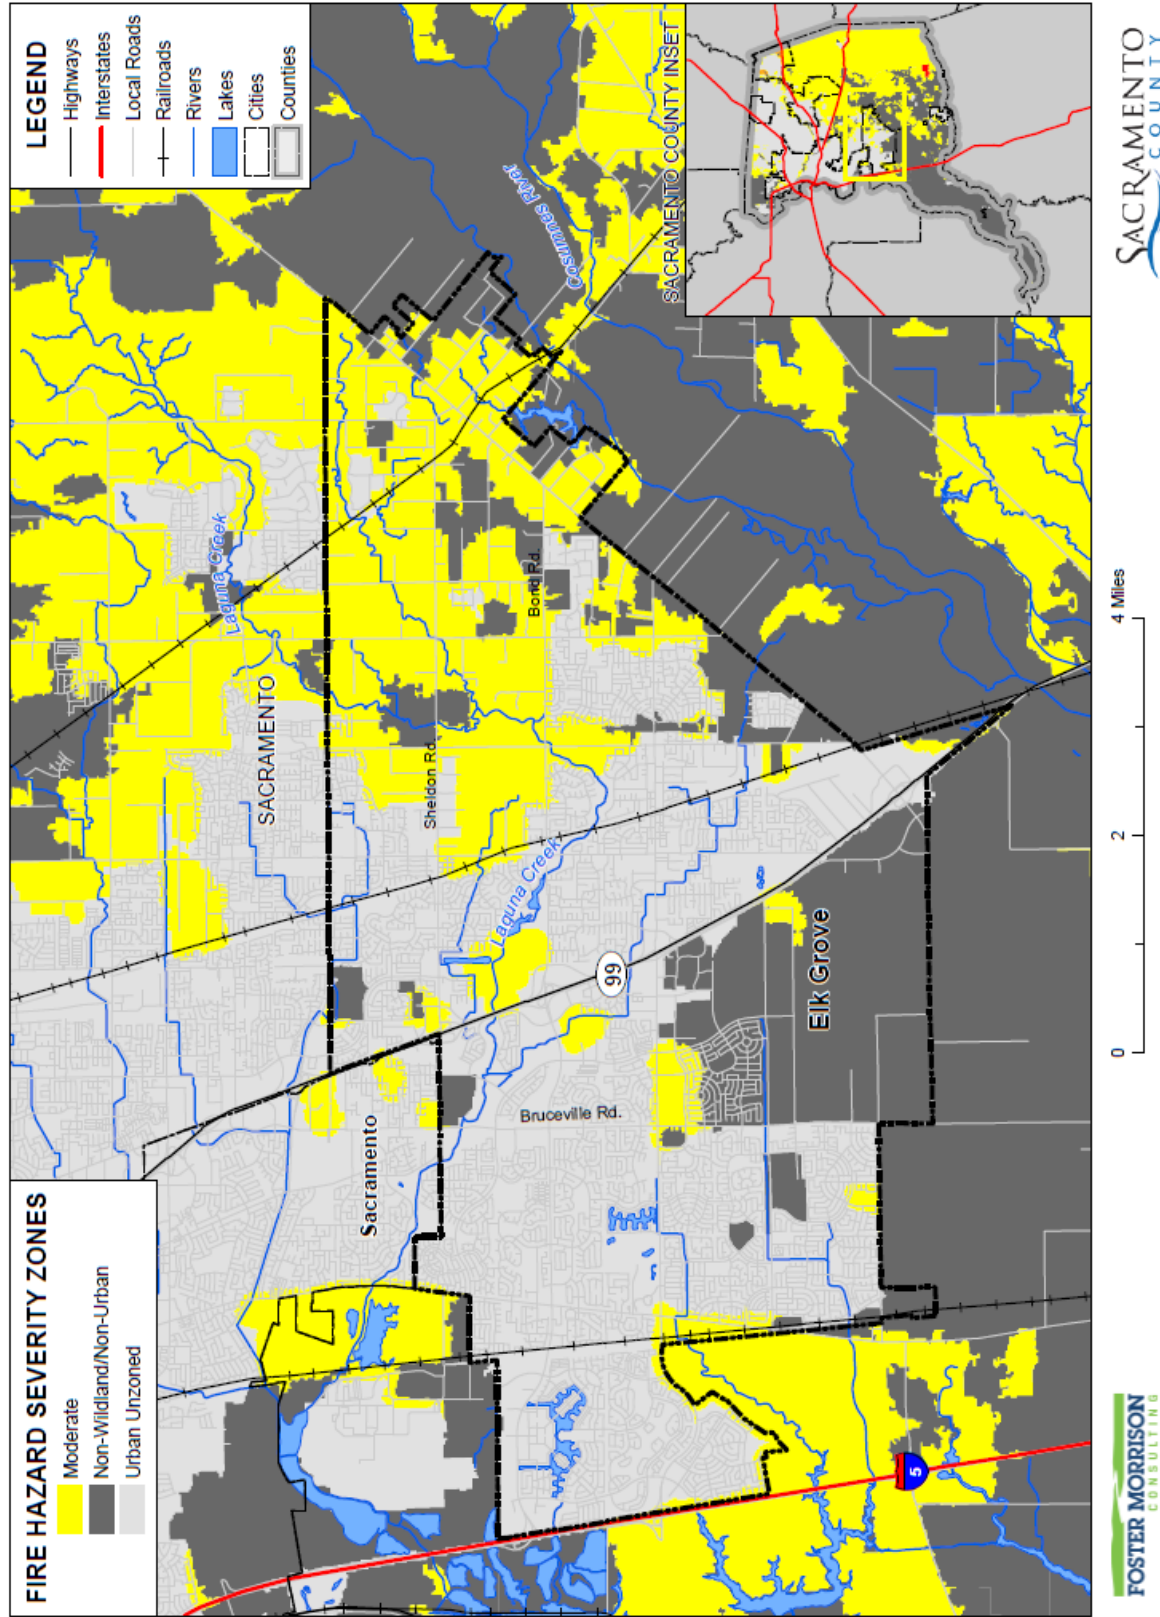 FIRE HAZARD SEVERITY ZONES
Moderate
Non-Wildland/Non-Urban
Urban Unzoned
LEGEND
Highways
Interstates
Local Roads
Railroads
Rivers
Lakes
Cities
Counties
SACRAMENTO
Laguna Creek
Sacramento
Sheldon Rd.
Bond Rd.
Cosumnes River
Laguna Creek
Bruceville Rd.
99
Elk Grove
5
SACRAMENTO COUNTY INSET
0
2
4 Miles
FOSTER MORRISON
CONSULTING
SACRAMENTO
COUNTY